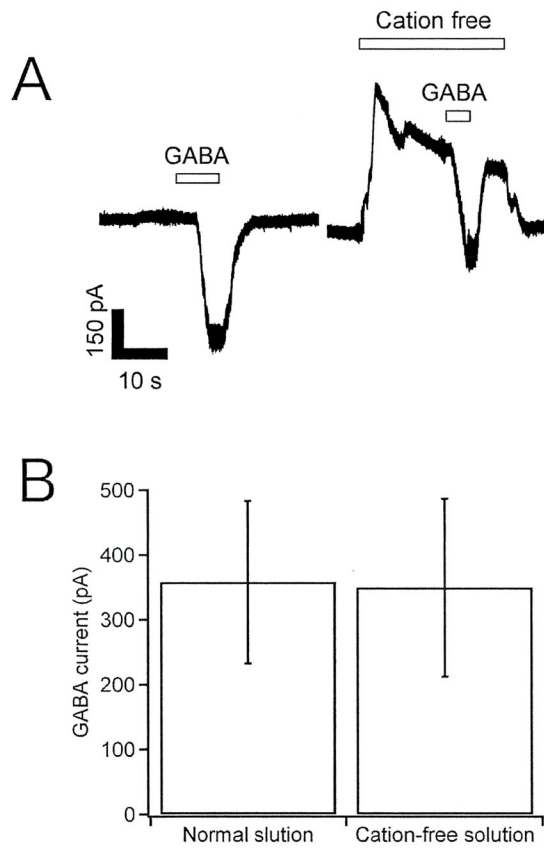 Cation free
A
GABA
GABA
150 pA
10 s
B
500
400
300
200
100
0
GABA current (pA)
Normal slution
Cation-free solution